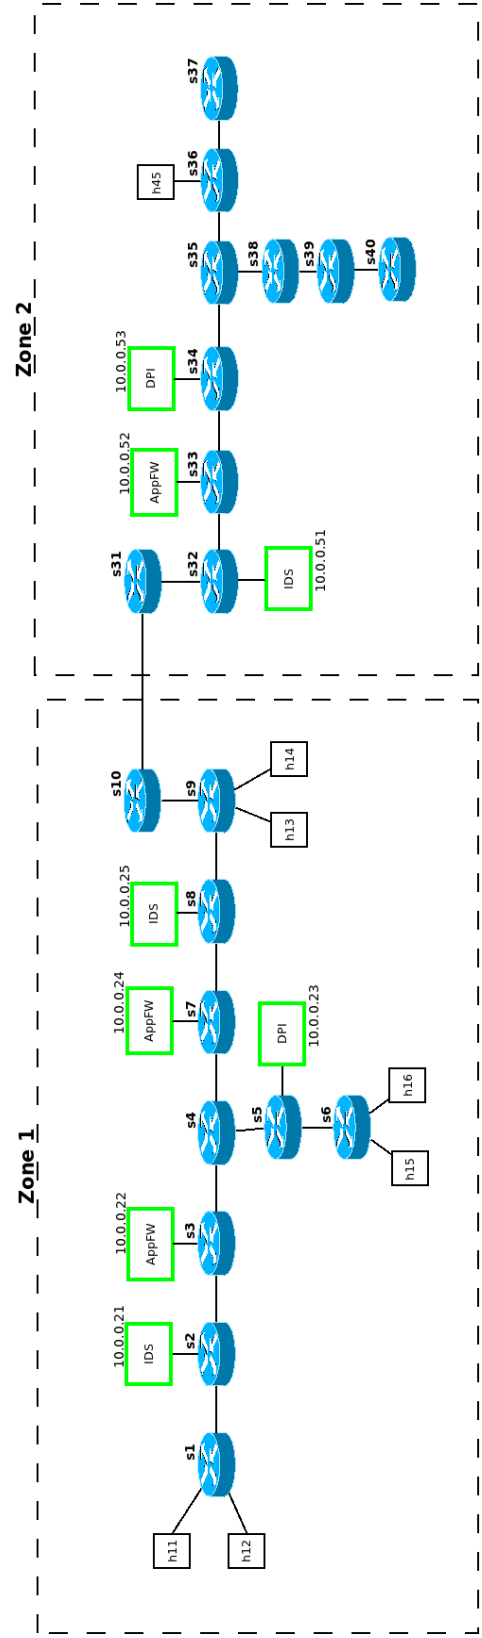 Zone 1
h11
h12
s1
10.0.0.21
IDS
s2
10.0.0.22
AppFW
s3
s4
s5
DPI
10.0.0.23
s6
h15
h16
10.0.0.24
AppFW
s7
10.0.0.25
IDS
s8
s9
h13
h14
s10
Zone 2
s31
s32
IDS
10.0.0.51
10.0.0.52
AppFW
s33
10.0.0.53
DPI
s34
s35
s38
s39
s40
h45
s36
s37